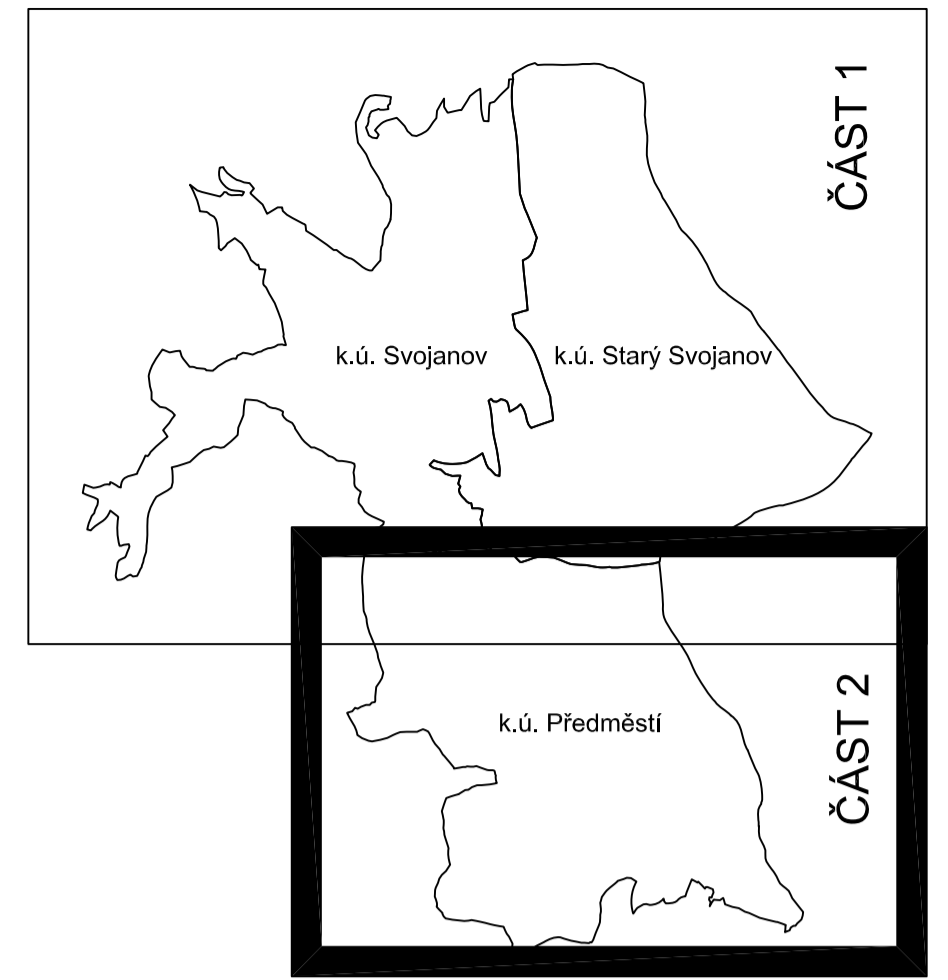 ČÁST 1
k.ú. Svojanov
k.ú. Starý Svojanov
k.ú. Předměstí
ČÁST 2